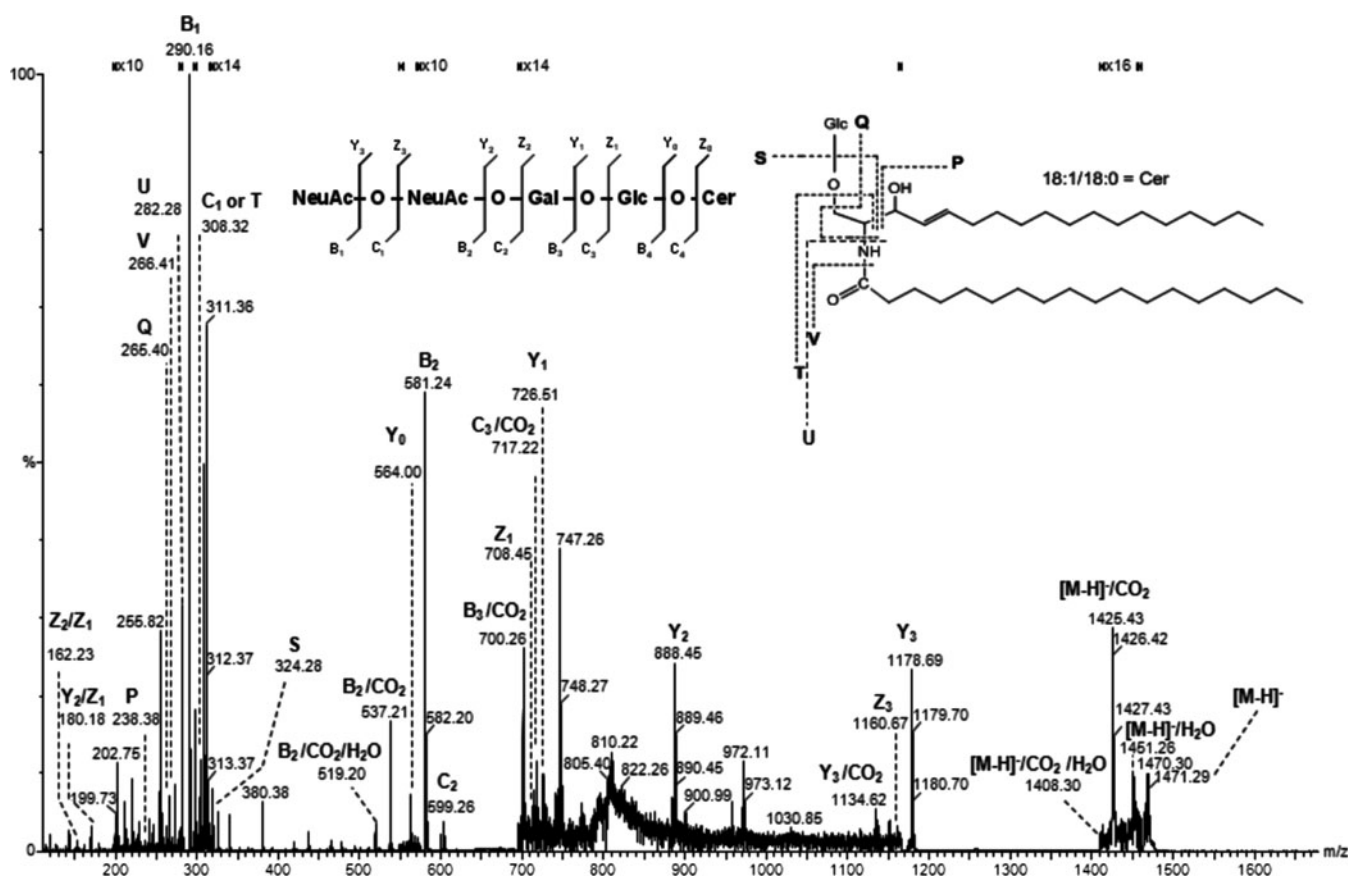 B₁
290.16
x10
x14
x10
x14
x16
100
%
0
U
282.28
V
266.41
Q
265.40
C₁ or T
308.32
311.36
312.37
313.37
380.38
S
324.28
Z₂/Z₁
162.23
Y₂/Z₁
180.18
P
238.38
255.82
202.75
199.73
Y₃ Z₃ Y₂ Z₂ Y₁ Z₁ Y₀ Z₀
NeuAc O NeuAc O Gal O Glc O Cer
B₁ C₁ B₂ C₂ B₃ C₃ B₄ C₄
Glc
Q
S
P
O
OH
18:1/18:0 = Cer
NH
C
O
V
T
U
B₂
581.24
582.20
Y₀
564.00
B₂/CO₂
537.21
B₂/CO₂/H₂O
519.20
C₂
599.26
Y₁
726.51
C₃/CO₂
717.22
Z₁
708.45
B₃/CO₂
700.26
747.26
748.27
810.22
805.40
822.26
Y₂
888.45
889.46
890.45
900.99
972.11
973.12
1030.85
Y₃
1178.69
1179.70
1180.70
Z₃
1160.67
Y₃/CO₂
1134.62
[M-H]⁻/CO₂
1425.43
1426.42
1427.43
[M-H]⁻/H₂O
1451.26
1470.30
1471.29
[M-H]⁻
[M-H]⁻/CO₂/H₂O
1408.30
200 300 400 500 600 700 800 900 1000 1100 1200 1300 1400 1500 1600
m/z